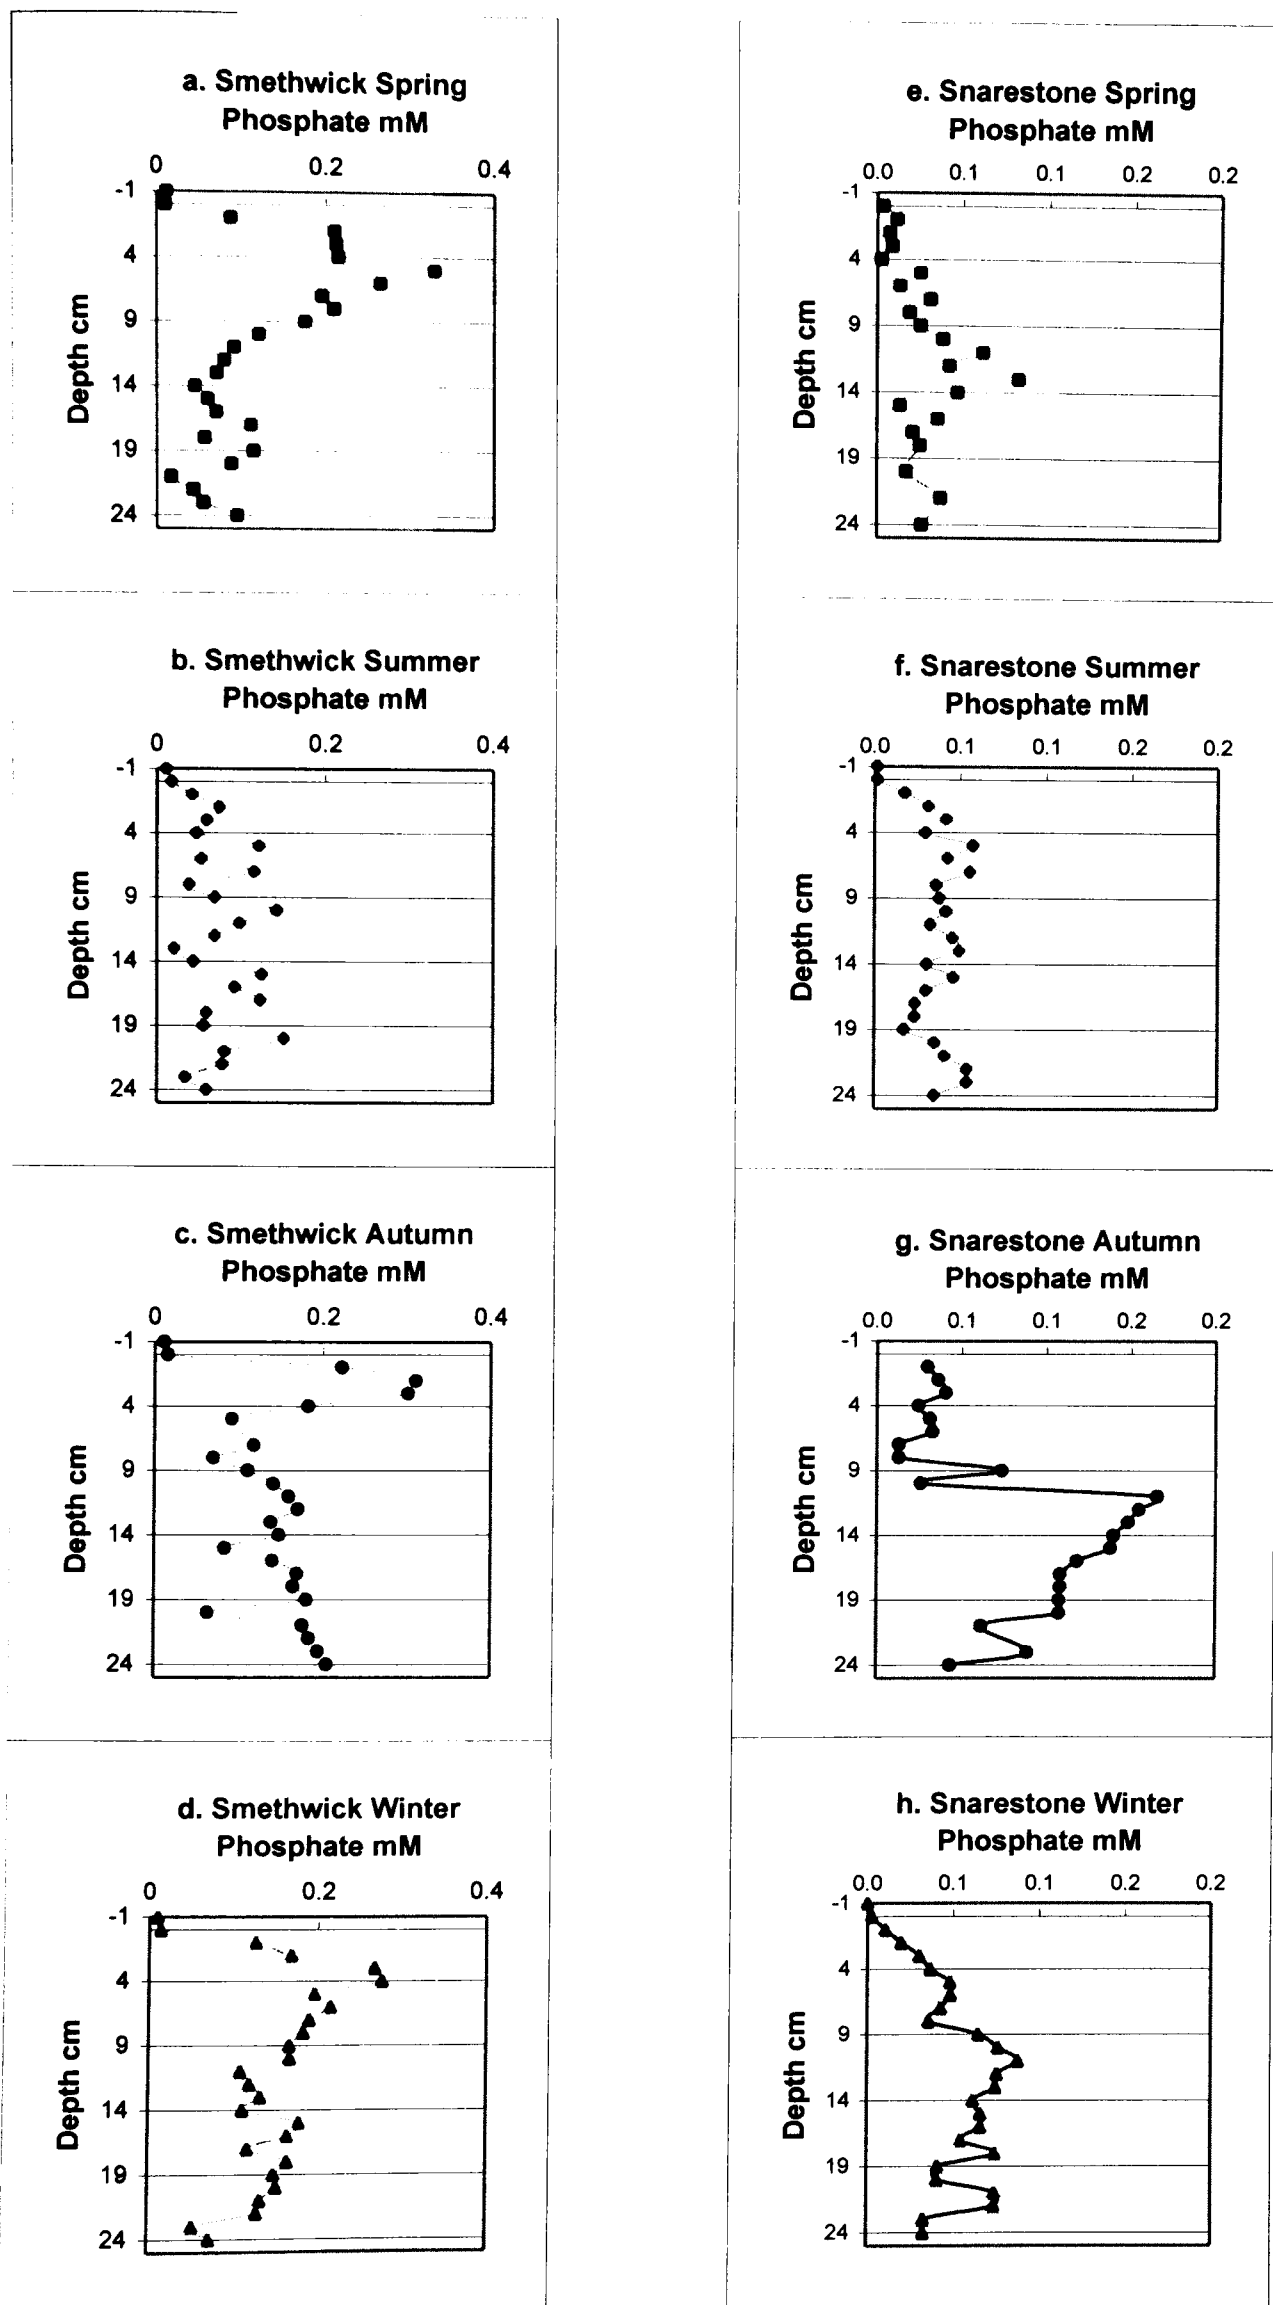 a. Smethwick Spring
Phosphate mM
0 0.2 0.4
-1
4
9
14
19
24
Depth cm
b. Smethwick Summer
Phosphate mM
0 0.2 0.4
-1
4
9
14
19
24
Depth cm
c. Smethwick Autumn
Phosphate mM
0 0.2 0.4
-1
4
9
14
19
24
Depth cm
d. Smethwick Winter
Phosphate mM
0 0.2 0.4
-1
4
9
14
19
24
Depth cm
e. Snarestone Spring
Phosphate mM
0.0 0.1 0.1 0.2 0.2
-1
4
9
14
19
24
Depth cm
f. Snarestone Summer
Phosphate mM
0.0 0.1 0.1 0.2 0.2
-1
4
9
14
19
24
Depth cm
g. Snarestone Autumn
Phosphate mM
0.0 0.1 0.1 0.2 0.2
-1
4
9
14
19
24
Depth cm
h. Snarestone Winter
Phosphate mM
0.0 0.1 0.1 0.2 0.2
-1
4
9
14
19
24
Depth cm